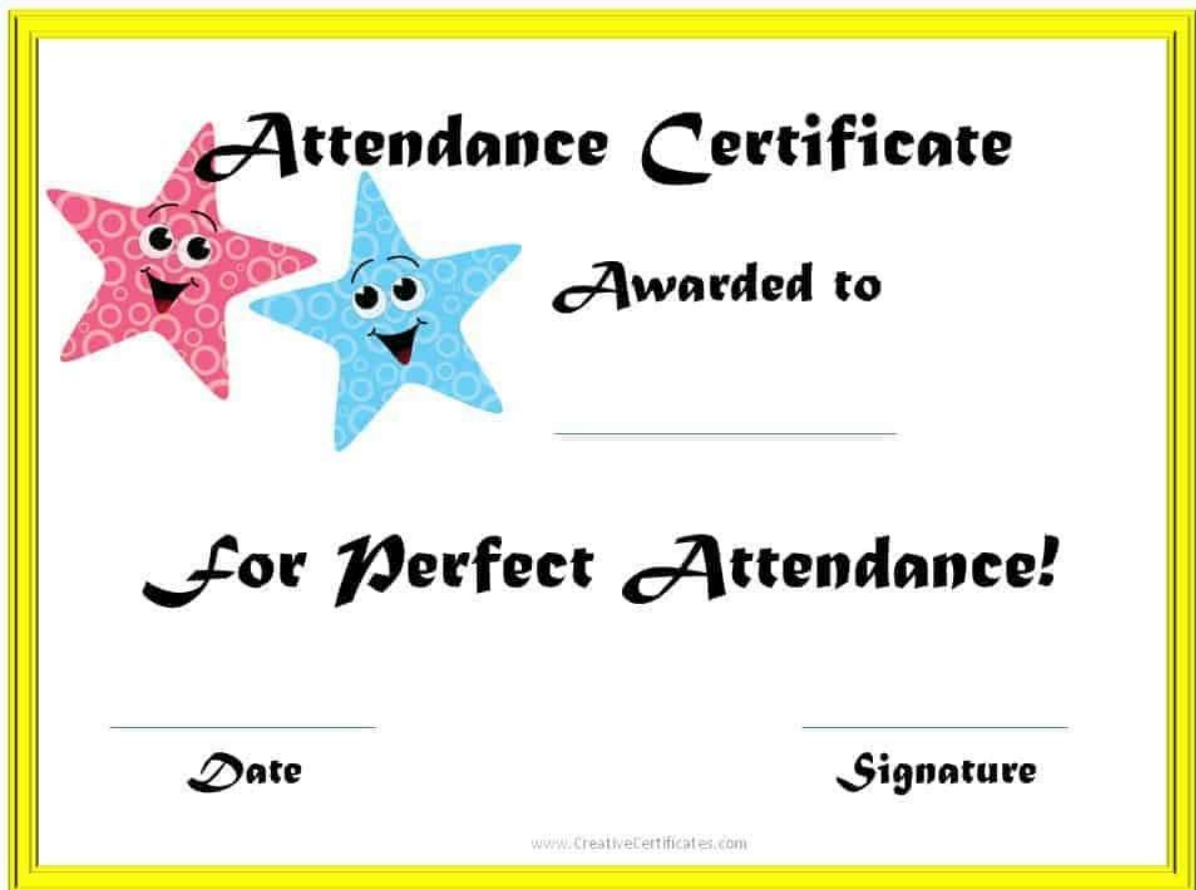 Attendance Certificate
Awarded to
For Perfect Attendance!
Date
Signature
www.CreativeCertificates.com